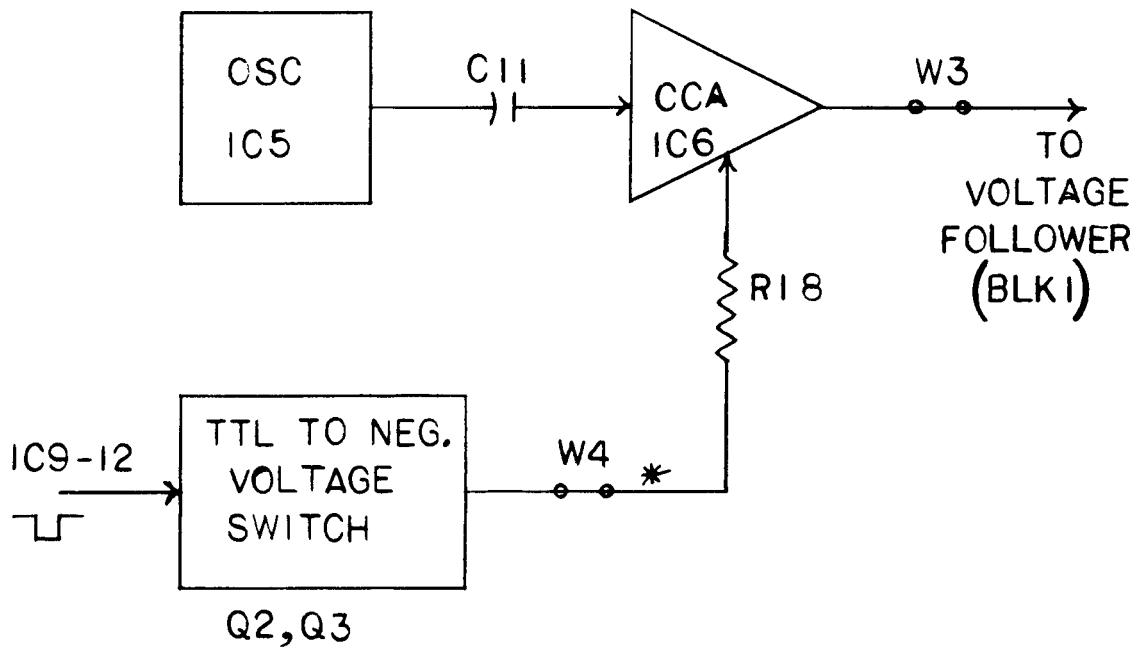 OSC
IC5
C11
CCA
IC6
W3
TO
VOLTAGE
FOLLOWER
(BLK1)
R18
IC9-12
TTL TO NEG.
VOLTAGE
SWITCH
W4
*
Q2,Q3